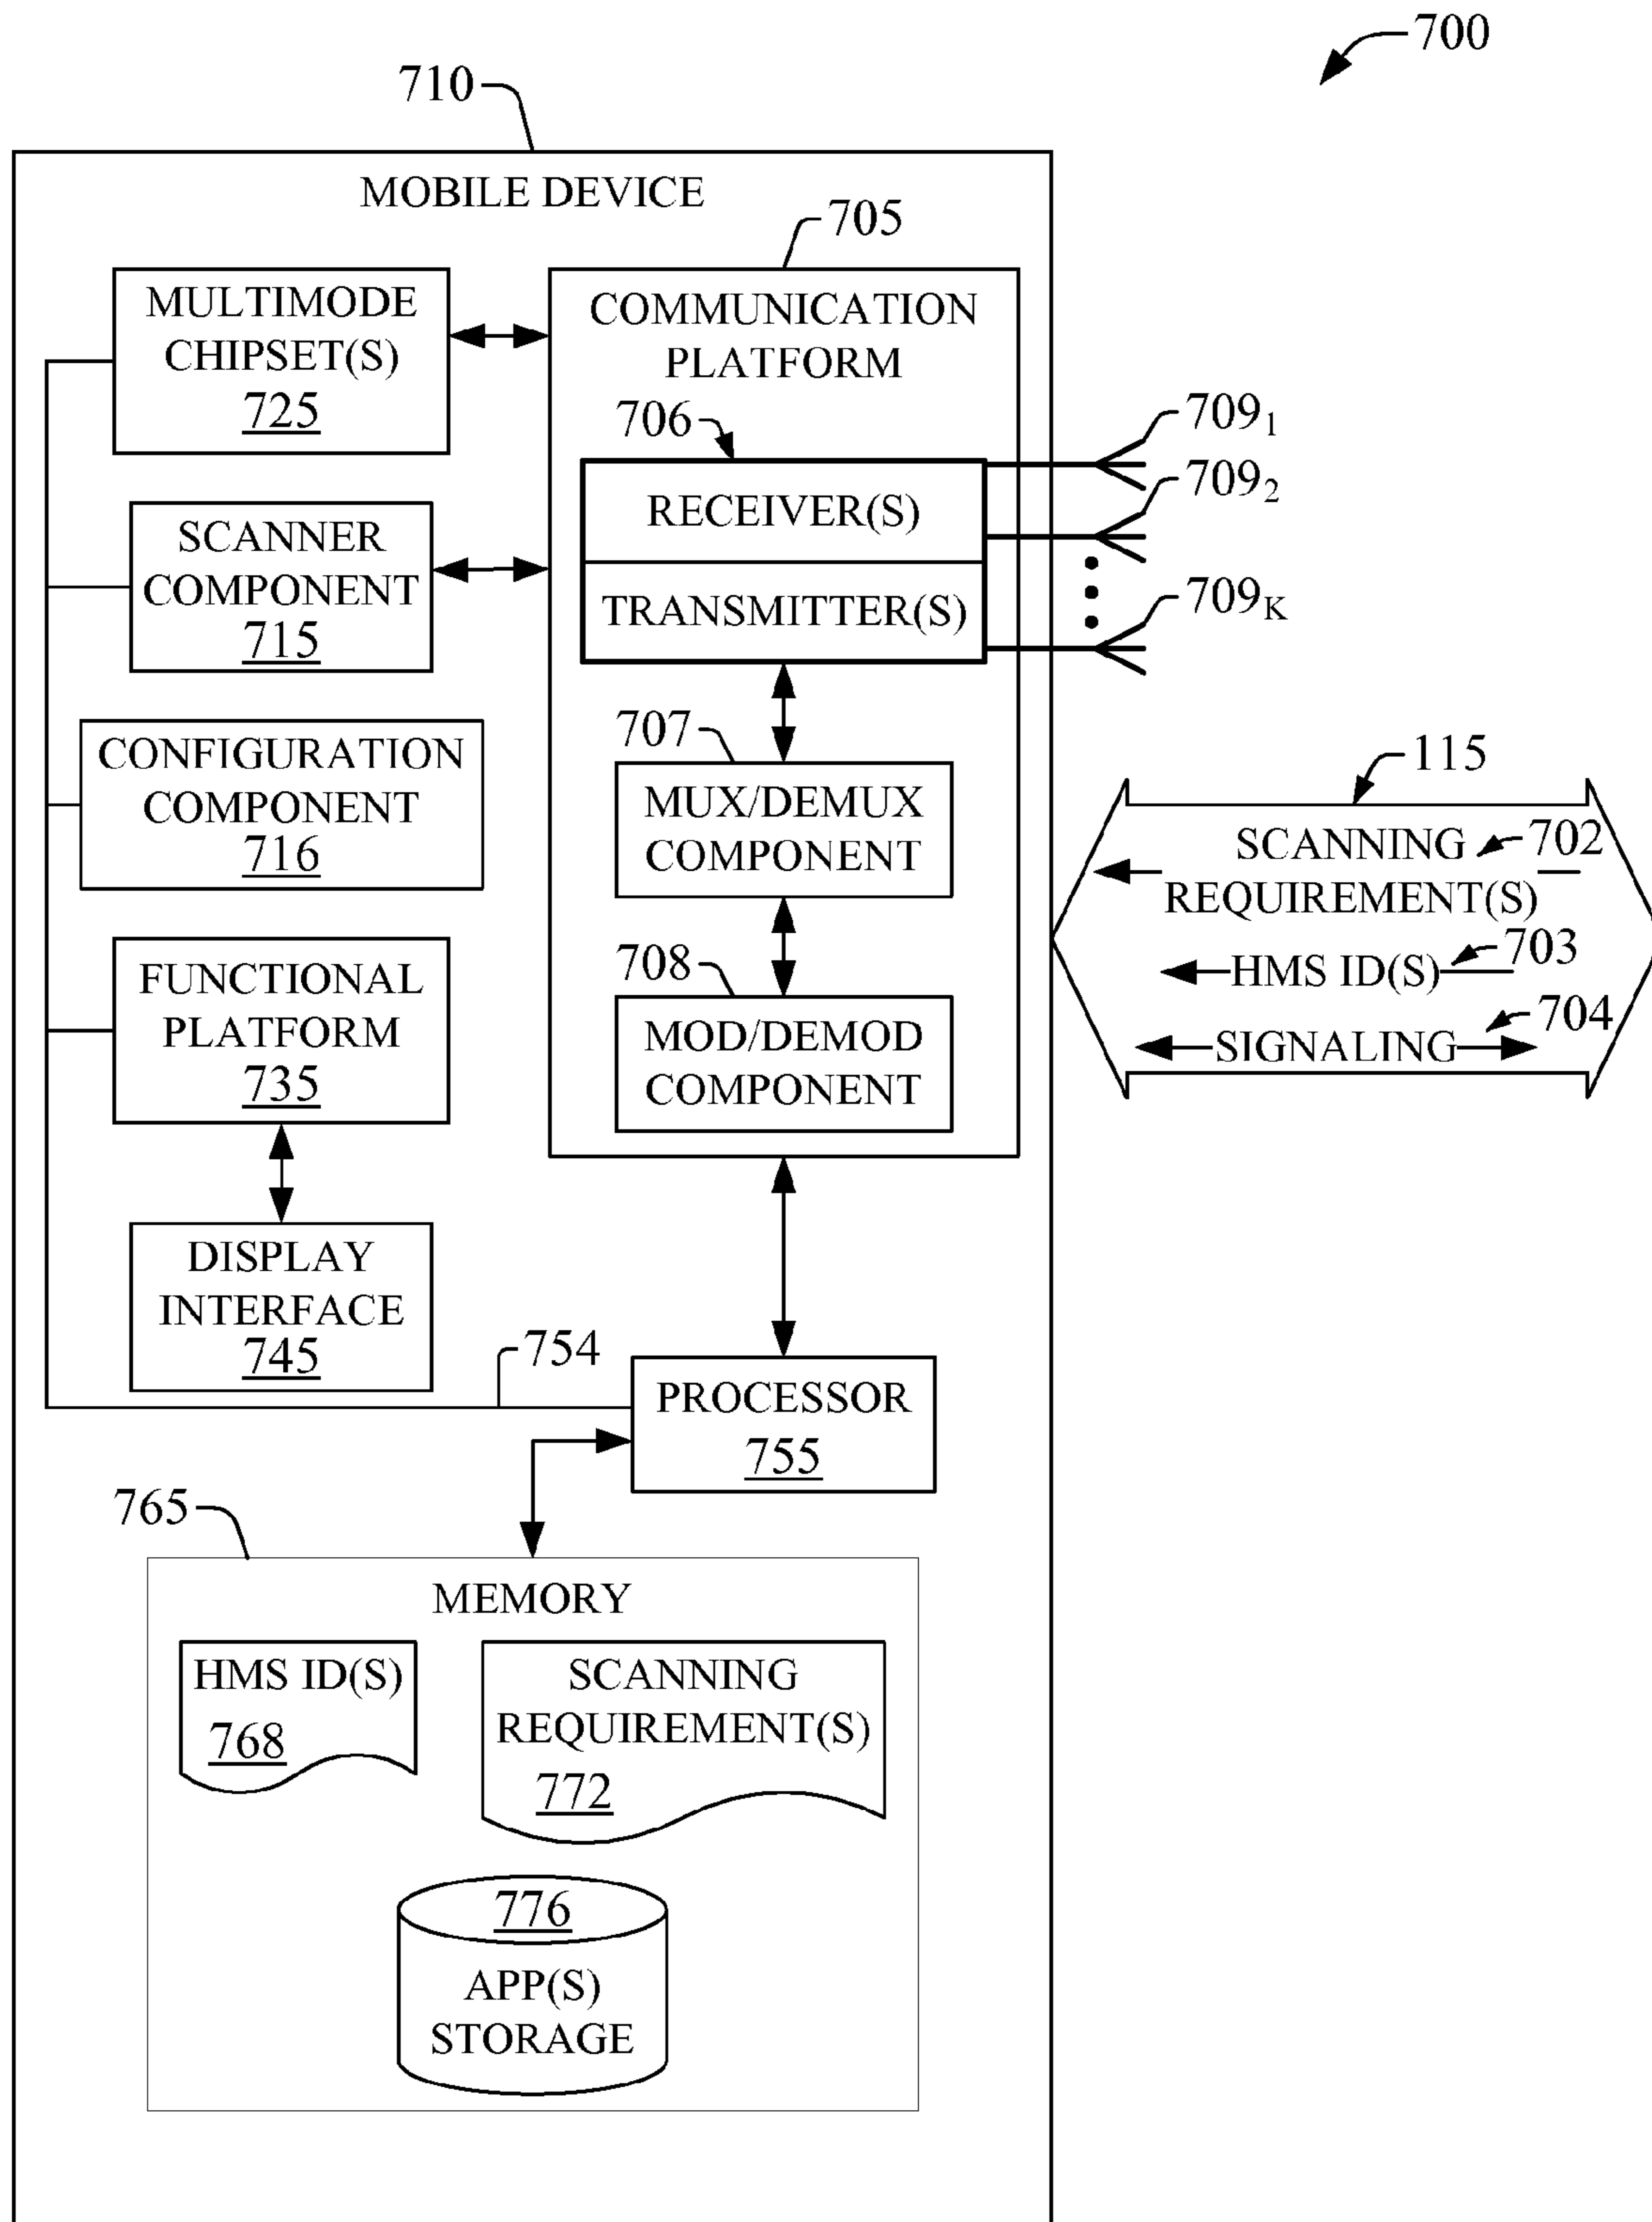 700
710
MOBILE DEVICE
705
MULTIMODE
CHIPSET(S)
725
COMMUNICATION
PLATFORM
706
RECEIVER(S)
TRANSMITTER(S)
709₁
709₂
709K
SCANNER
COMPONENT
715
707
MUX/DEMUX
COMPONENT
CONFIGURATION
COMPONENT
716
115
SCANNING
702
REQUIREMENT(S)
HMS ID(S)
703
SIGNALING
704
708
MOD/DEMOD
COMPONENT
FUNCTIONAL
PLATFORM
735
DISPLAY
INTERFACE
745
754
PROCESSOR
755
765
MEMORY
HMS ID(S)
768
SCANNING
REQUIREMENT(S)
772
776
APP(S)
STORAGE